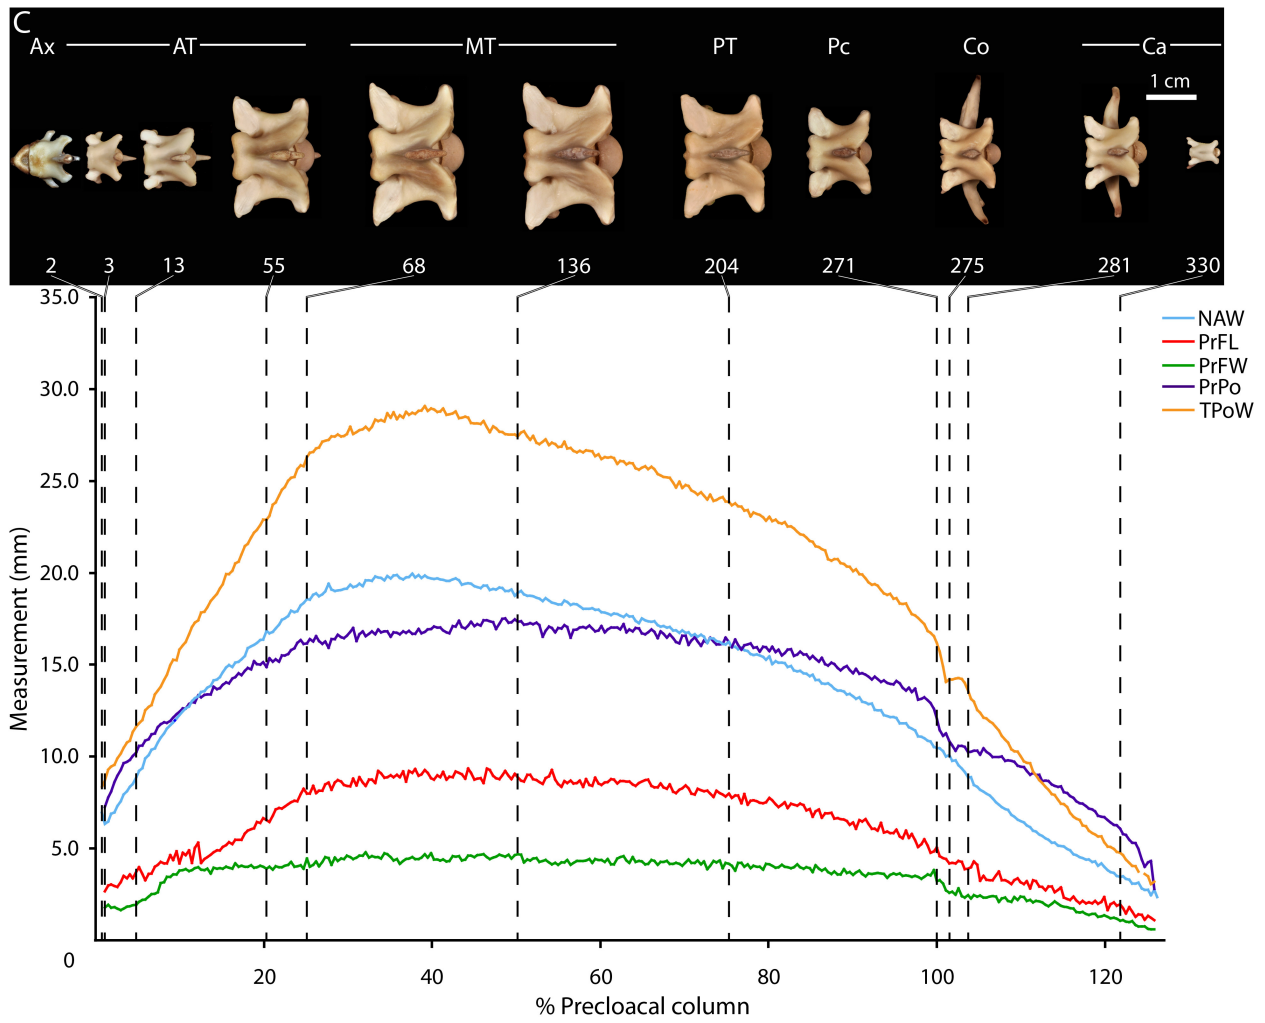 C
Ax AT MT PT Pc Co Ca
1 cm
2 3 13 55 68 136 204 271 275 281 330
35.0
30.0
25.0
20.0
15.0
10.0
5.0
0
Measurement (mm)
20 40 60 80 100 120
% Precloacal column
NAW
PrFL
PrFW
PrPo
TPoW